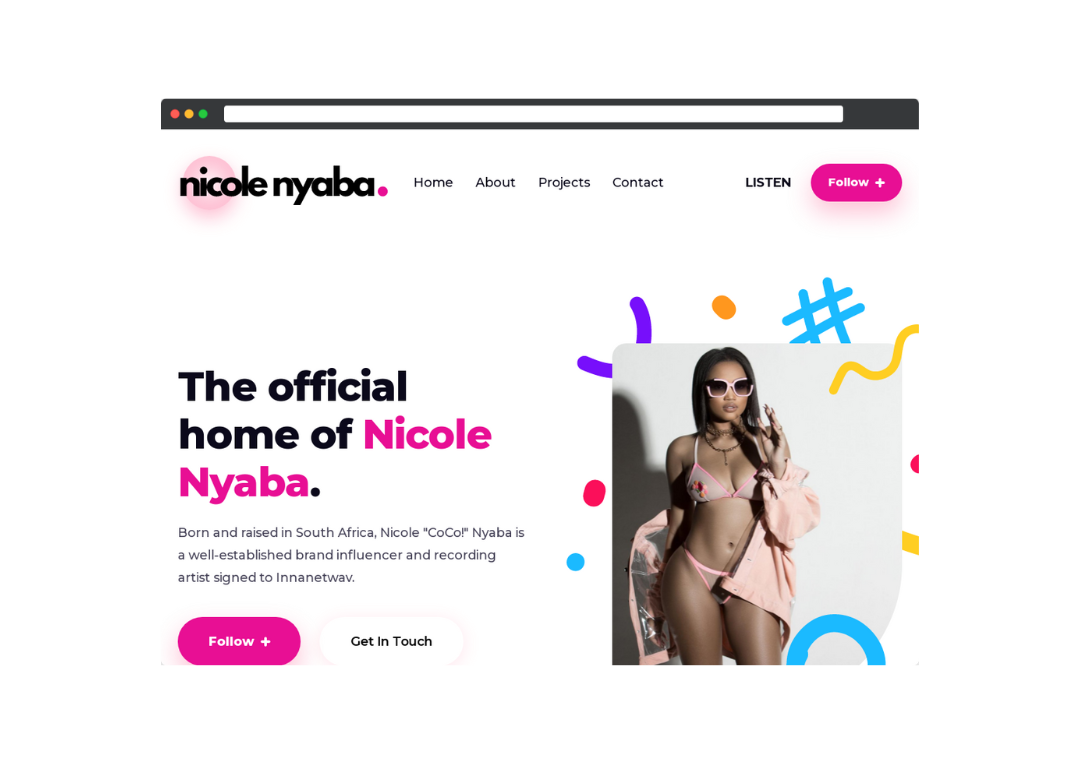 nicole nyaba.
Home About Projects Contact LISTEN Follow +
The official
home of Nicole
Nyaba.
Born and raised in South Africa, Nicole "CoCo!" Nyaba is
a well-established brand influencer and recording
artist signed to Innanetwav.
Follow + Get In Touch